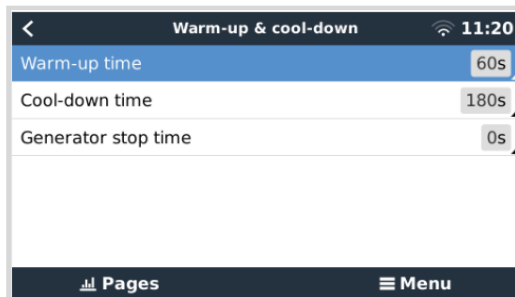 Warm-up & cool-down 11:20
Warm-up time 60s
Cool-down time 180s
Generator stop time 0s
Pages Menu